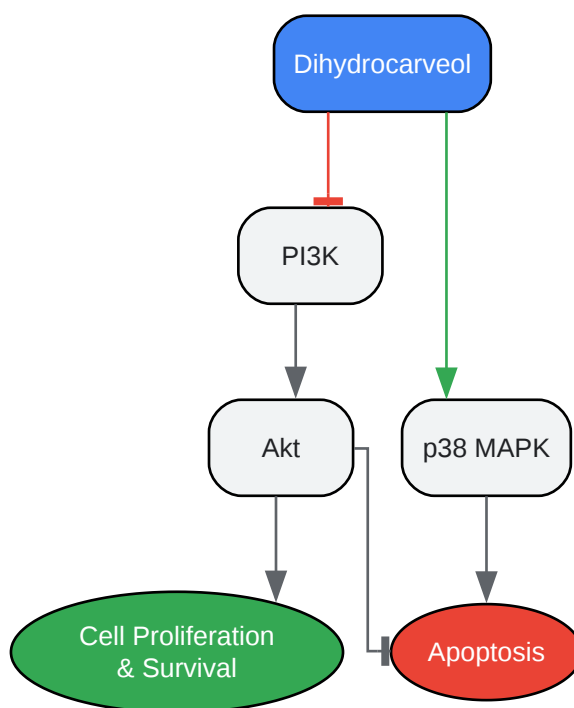 Dihydrocarveol
PI3K
Akt
p38 MAPK
Cell Proliferation
& Survival
Apoptosis